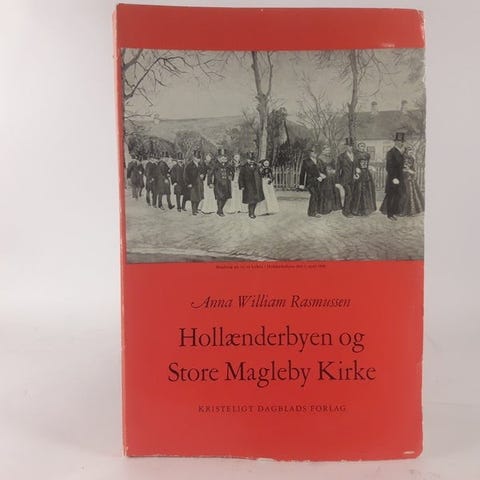 Anna William Rasmussen
Hollænderbyen og
Store Magleby Kirke
KRISTELIGT DAGBLADS FORLAG